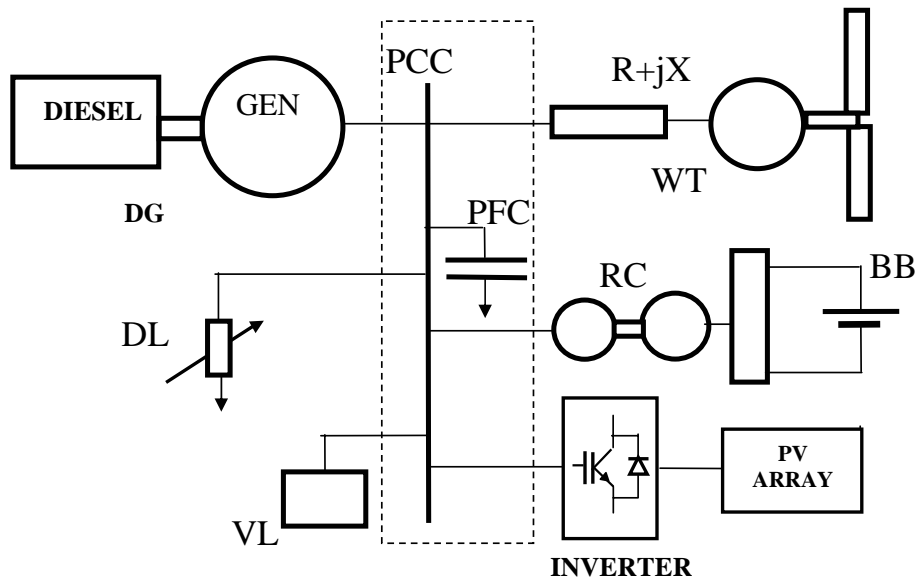 PCC
R+jX
DIESEL
GEN
WT
DG
PFC
RC
BB
DL
PV
ARRAY
VL
INVERTER